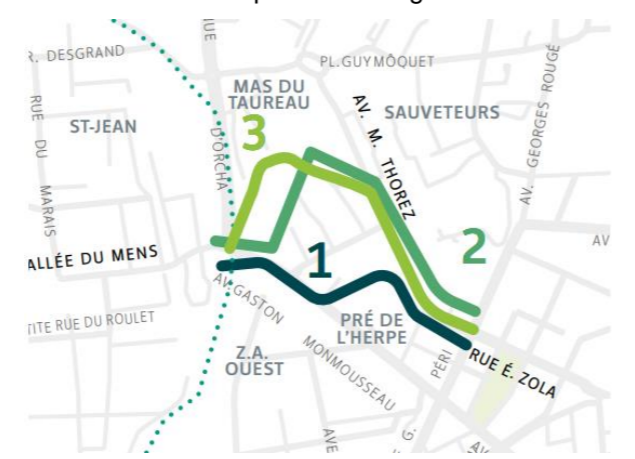 R. DESGRAND
PL.GUY MÔQUET
MAS DU
TAUREAU
AV. M. THOREZ
SAUVETEURS
AV. GEORGES ROUGÉ
RUE DU MARAIS
ST-JEAN
D'ORCHA
3
2
1
ALLÉE DU MENS
AV
AV. GASTON
MONMOUSSEAU
TITE RUE DU ROULET
PRÉ DE
L'HERPE
Z.A.
OUEST
PÉRI
RUE É. ZOLA
AVE
G.
AV